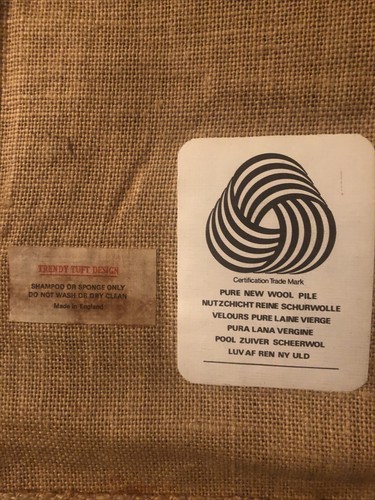 TRENDY TUFT DESIGN
SHAMPOO OR SPONGE ONLY
DO NOT WASH OR DRY CLEAN
Made in England
Certification Trade Mark
PURE NEW WOOL PILE
NUTZCHICHT REINE SCHURWOLLE
VELOURS PURE LAINE VIERGE
PURA LANA VERGINE
POOL ZUIVER SCHEERWOL
LUV AF REN NY ULD